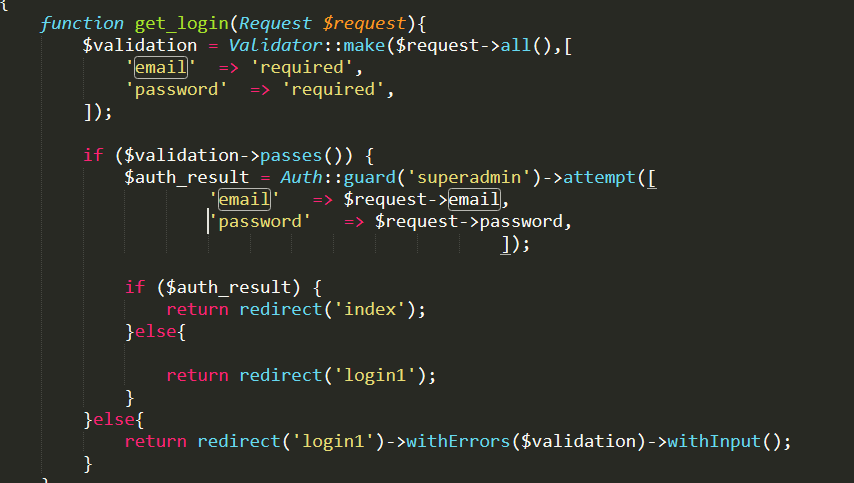 {
function get_login(Request $request){
$validation = Validator::make($request->all(),[
'email' => 'required',
'password' => 'required',
]);
if ($validation->passes()) {
$auth_result = Auth::guard('superadmin')->attempt([
'email' => $request->email,
'password' => $request->password,
]);
if ($auth_result) {
return redirect('index');
}else{
return redirect('login1');
}
}else{
return redirect('login1')->withErrors($validation)->withInput();
}
}